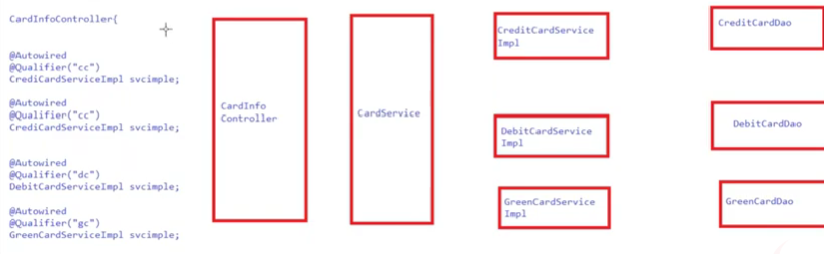 CardInfoController{
@Autowired
@Qualifier("cc")
CrediCardServiceImpl svcimple;
@Autowired
@Qualifier("cc")
CrediCardServiceImpl svcimple;
@Autowired
@Qualifier("dc")
DebitCardServiceImpl svcimple;
@Autowired
@Qualifier("gc")
GreenCardServiceImpl svcimple;
CardInfo
Controller
CardService
CreditCardService
Impl
DebitCardService
Impl
GreenCardService
Impl
CreditCardDao
DebitCardDao
GreenCardDao